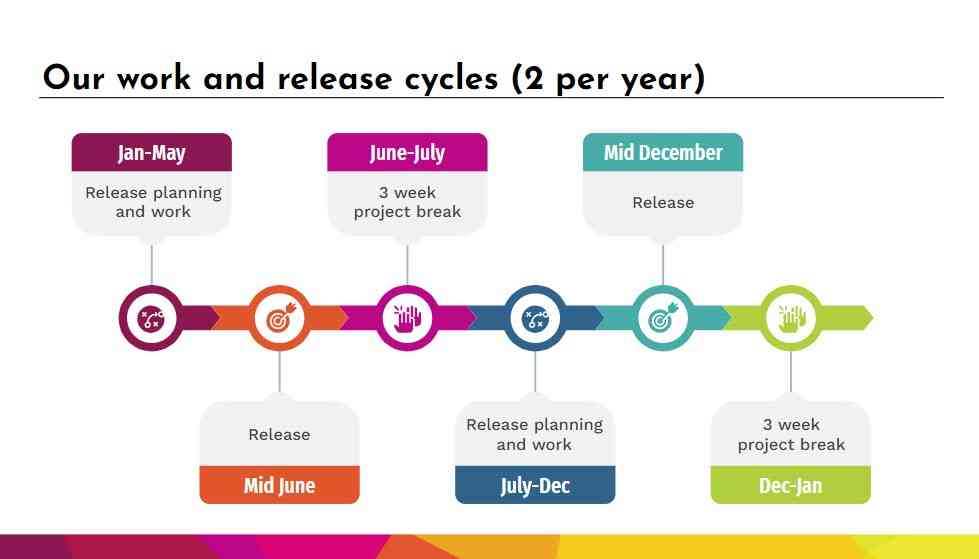 Our work and release cycles (2 per year)
Jan-May
Release planning
and work
June-July
3 week
project break
Mid December
Release
Release
Mid June
Release planning
and work
July-Dec
3 week
project break
Dec-Jan